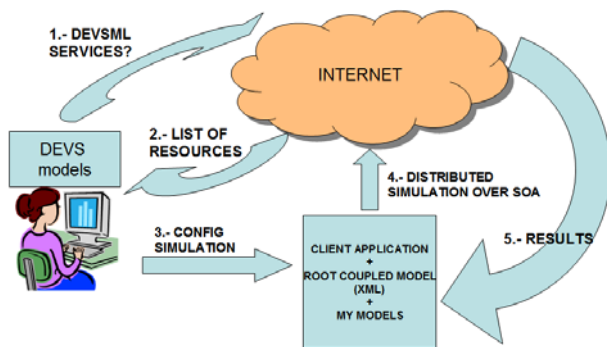 1.- DEVSML
SERVICES?
INTERNET
2.- LIST OF
RESOURCES
DEVS
models
4.- DISTRIBUTED
SIMULATION OVER SOA
3.- CONFIG
SIMULATION
5.- RESULTS
CLIENT APPLICATION
+
ROOT COUPLED MODEL
(XML)
+
MY MODELS